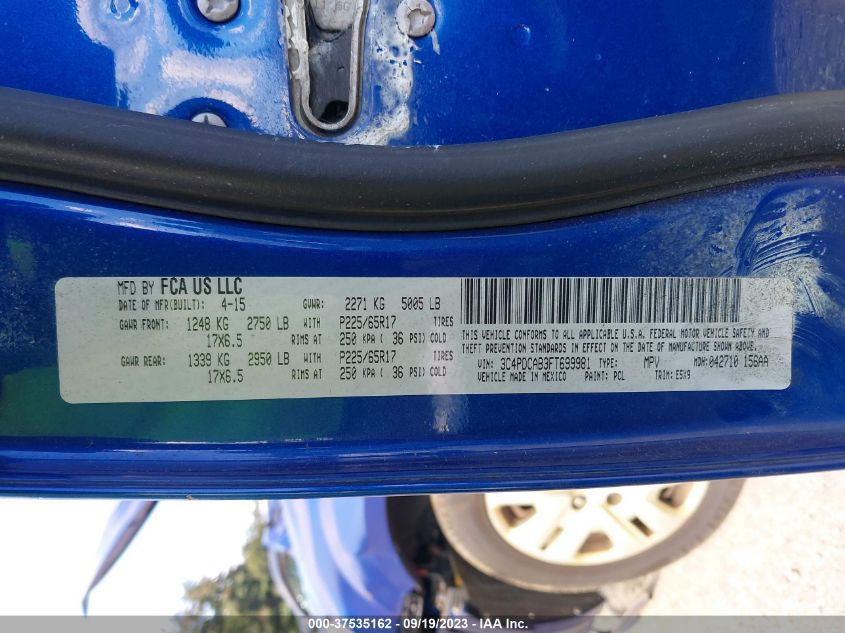 MFD BY FCA US LLC
DATE OF MFR(BUILT): 4-15 GVWR: 2271 KG 5005 LB
GAWR FRONT: 1248 KG 2750 LB WITH P225/65R17 TIRES
17X6.5 RIMS AT 250 KPA ( 36 PSI) COLD
GAWR REAR: 1339 KG 2950 LB WITH P225/65R17 TIRES
17X6.5 RIMS AT 250 KPA ( 36 PSI) COLD
THIS VEHICLE CONFORMS TO ALL APPLICABLE U.S.A. FEDERAL MOTOR VEHICLE SAFETY AND
THEFT PREVENTION STANDARDS IN EFFECT ON THE DATE OF MANUFACTURE SHOWN ABOVE.
VIN: 3C4PDCAB3FT699981 TYPE: MPV MDH: 042710 156AA
VEHICLE MADE IN MEXICO PAINT: PCL TRIM: E5X9
000-37535162 - 09/19/2023 - IAA Inc.